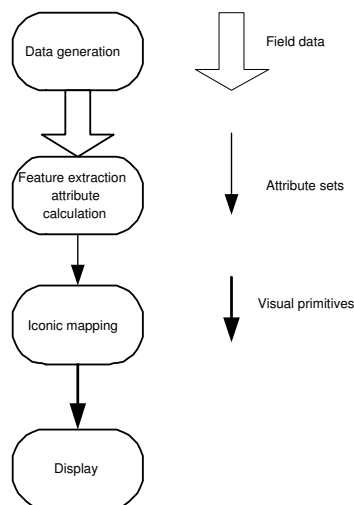 Data generation
Field data
Feature extraction
attribute
calculation
Attribute sets
Iconic mapping
Visual primitives
Display